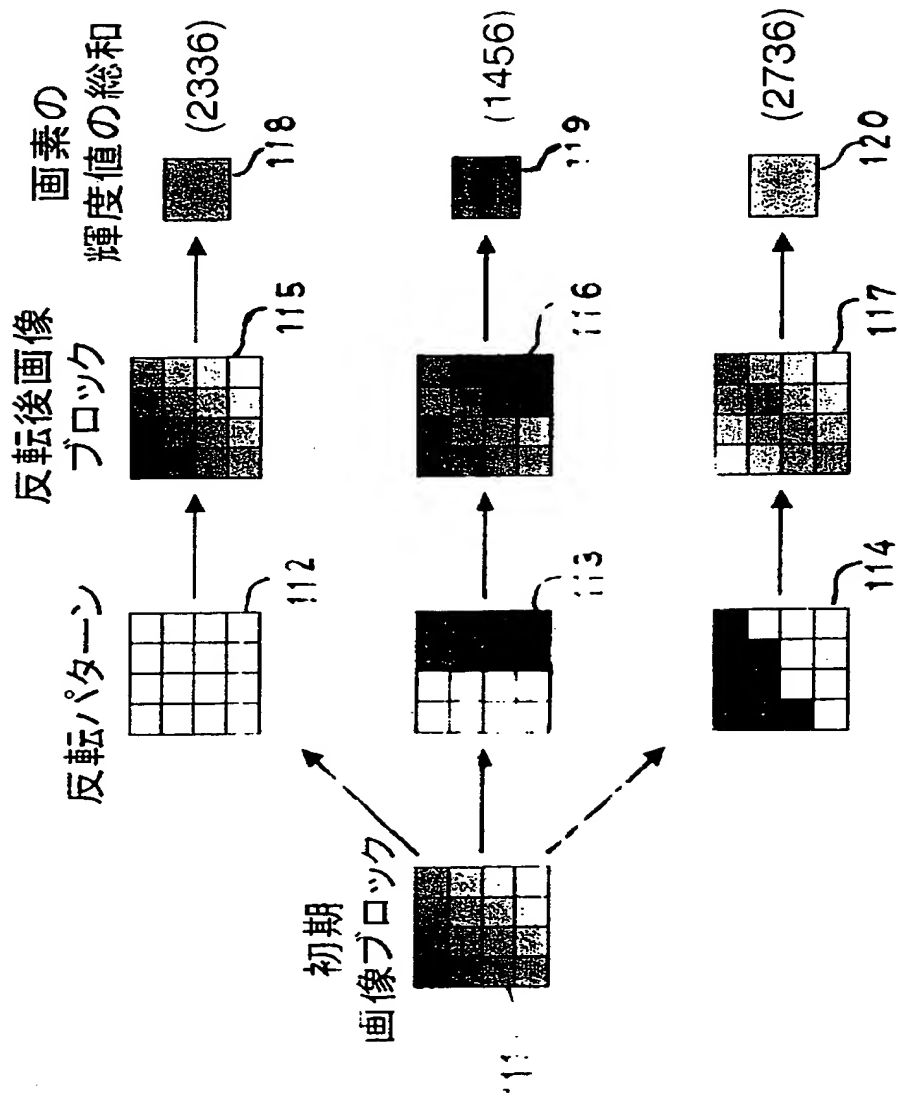 初期
画像ブロック
反転パターン
反転後画像
ブロック
画素の
輝度値の総和
112
115
118
(2336)
113
116
119
(1456)
114
117
120
(2736)